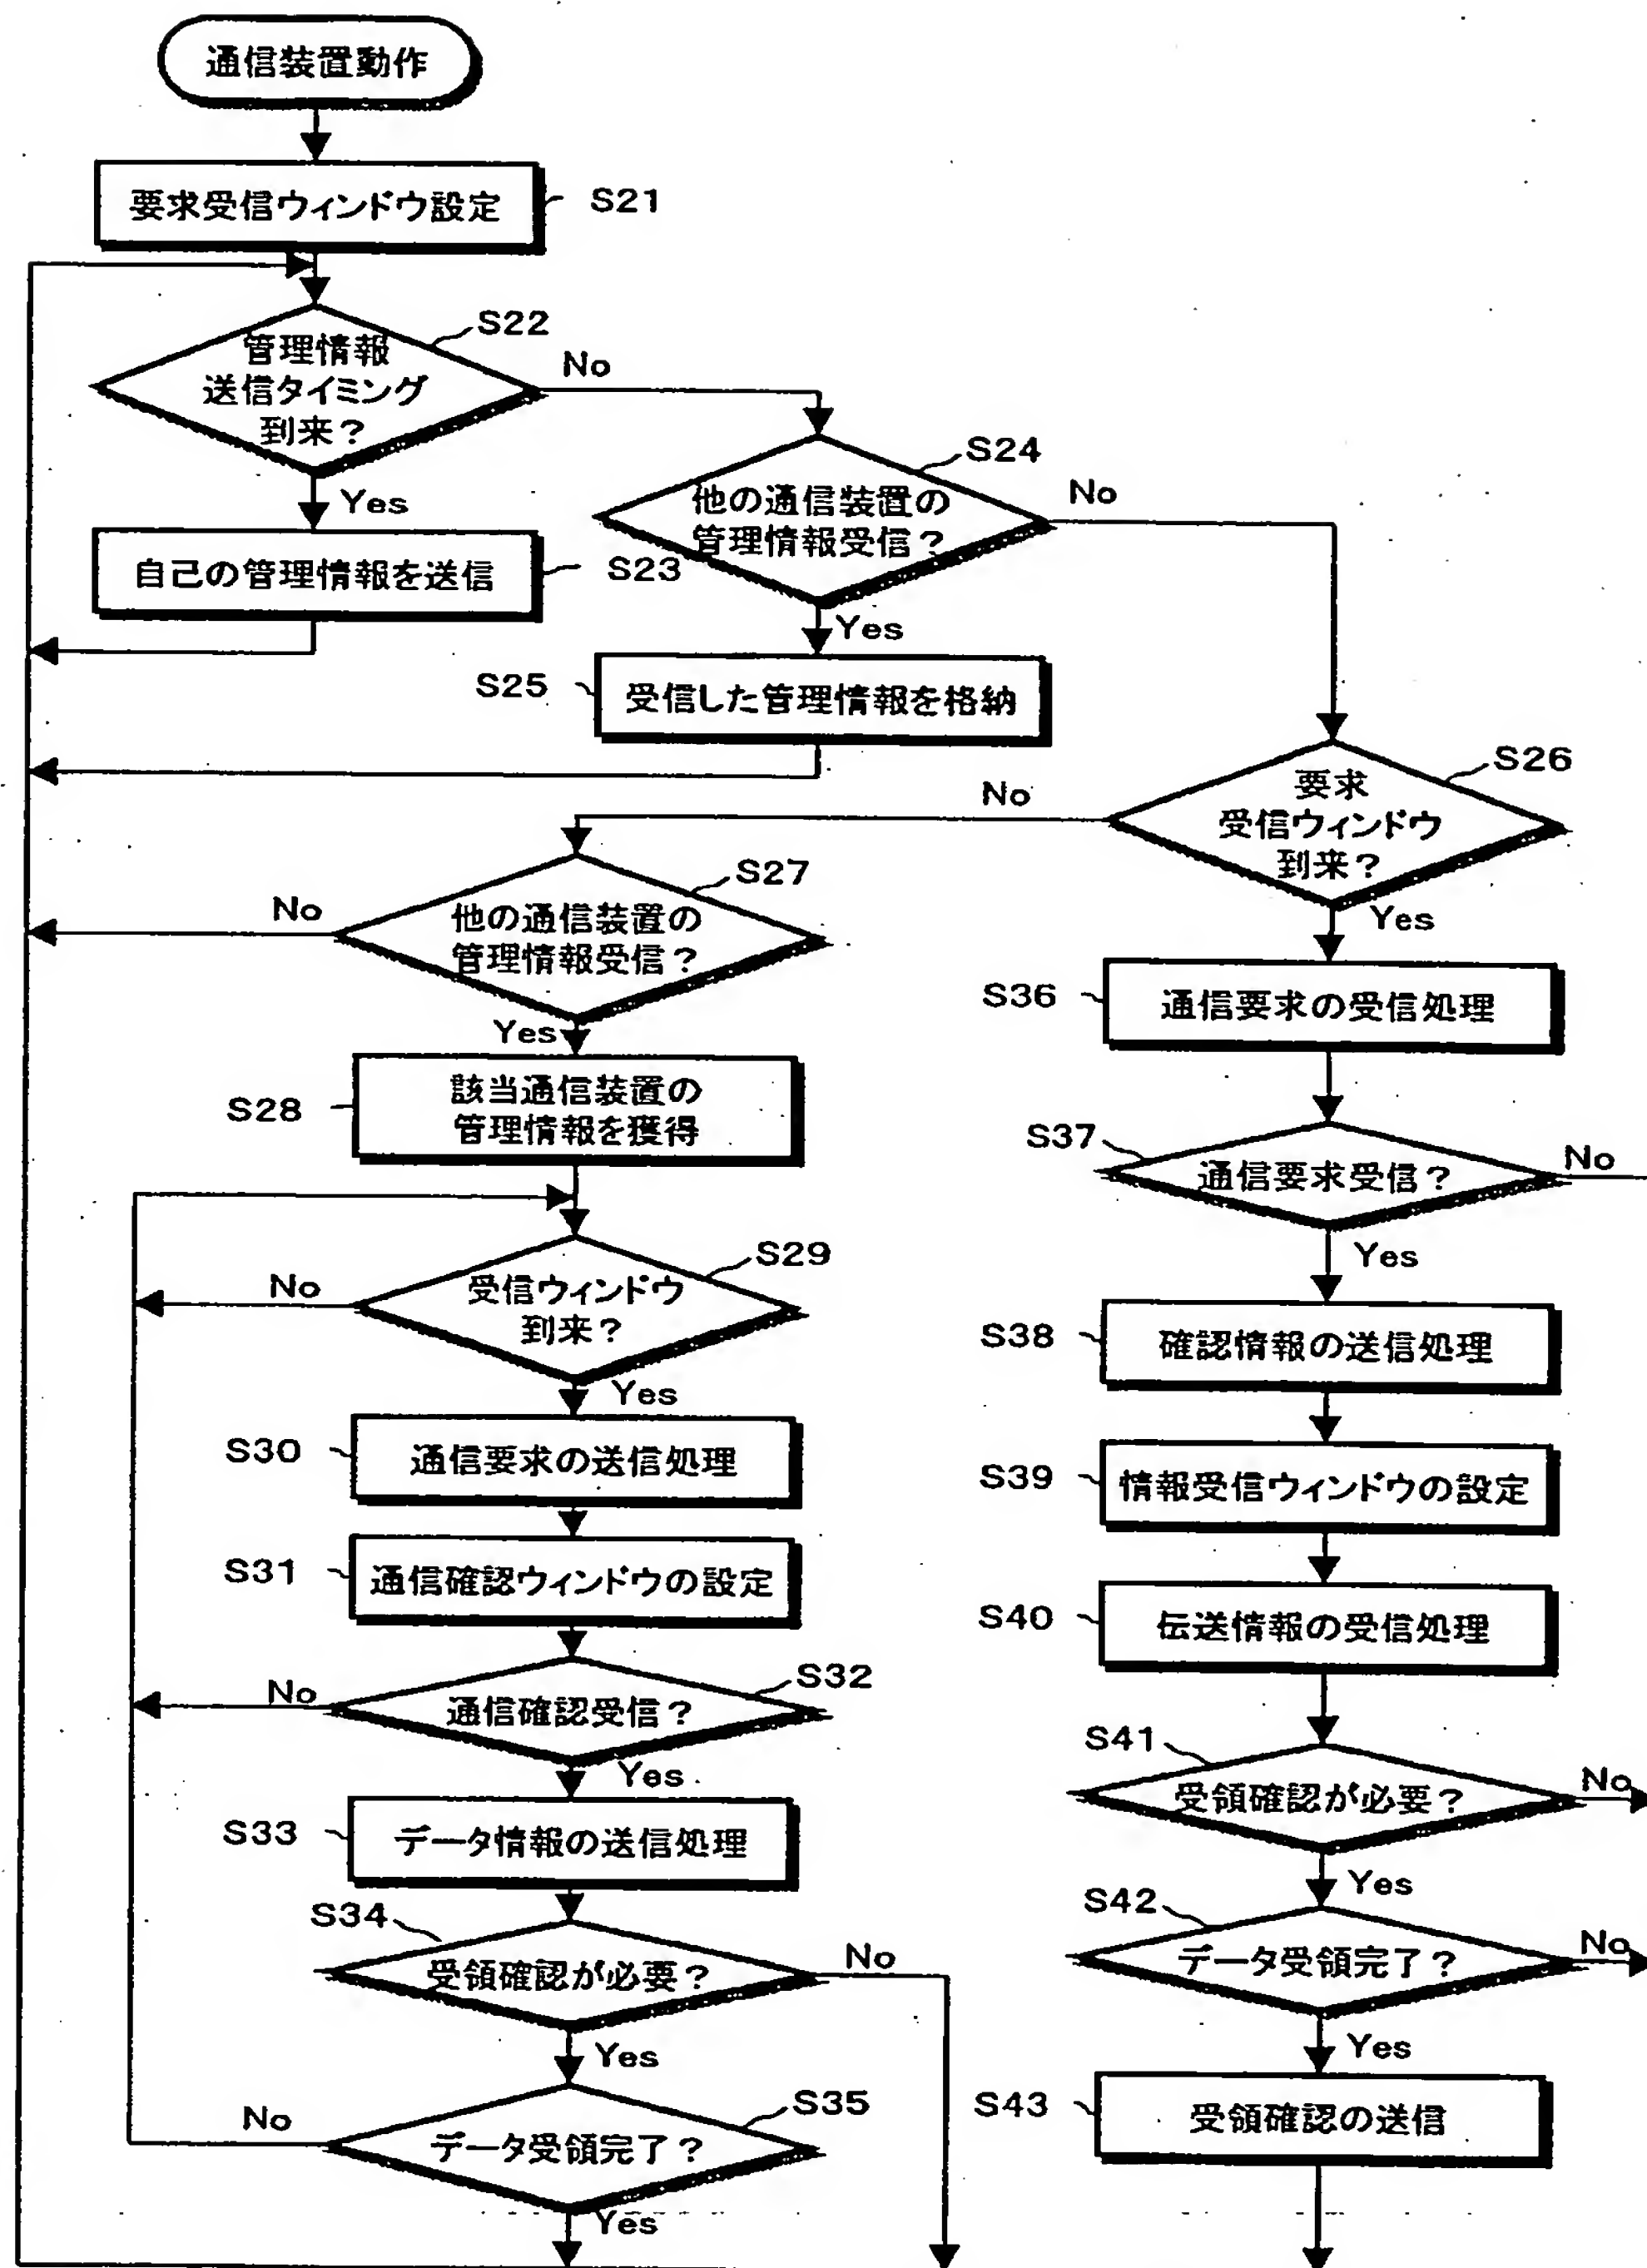 通信装置動作
要求受信ウィンドウ設定
S21
管理情報
送信タイミング
到来？
S22
No
Yes
自己の管理情報を送信
S23
他の通信装置の
管理情報受信？
S24
No
Yes
S25
受信した管理情報を格納
要求
受信ウィンドウ
到来？
S26
No
Yes
他の通信装置の
管理情報受信？
S27
No
Yes
S28
該当通信装置の
管理情報を獲得
受信ウィンドウ
到来？
S29
No
Yes
S30
通信要求の送信処理
S31
通信確認ウィンドウの設定
S32
通信確認受信？
No
Yes
S33
データ情報の送信処理
S34
受領確認が必要？
No
Yes
S35
データ受領完了？
No
Yes
S36
通信要求の受信処理
S37
通信要求受信？
No
Yes
S38
確認情報の送信処理
S39
情報受信ウィンドウの設定
S40
伝送情報の受信処理
S41
受領確認が必要？
No
Yes
S42
データ受領完了？
No
Yes
S43
受領確認の送信